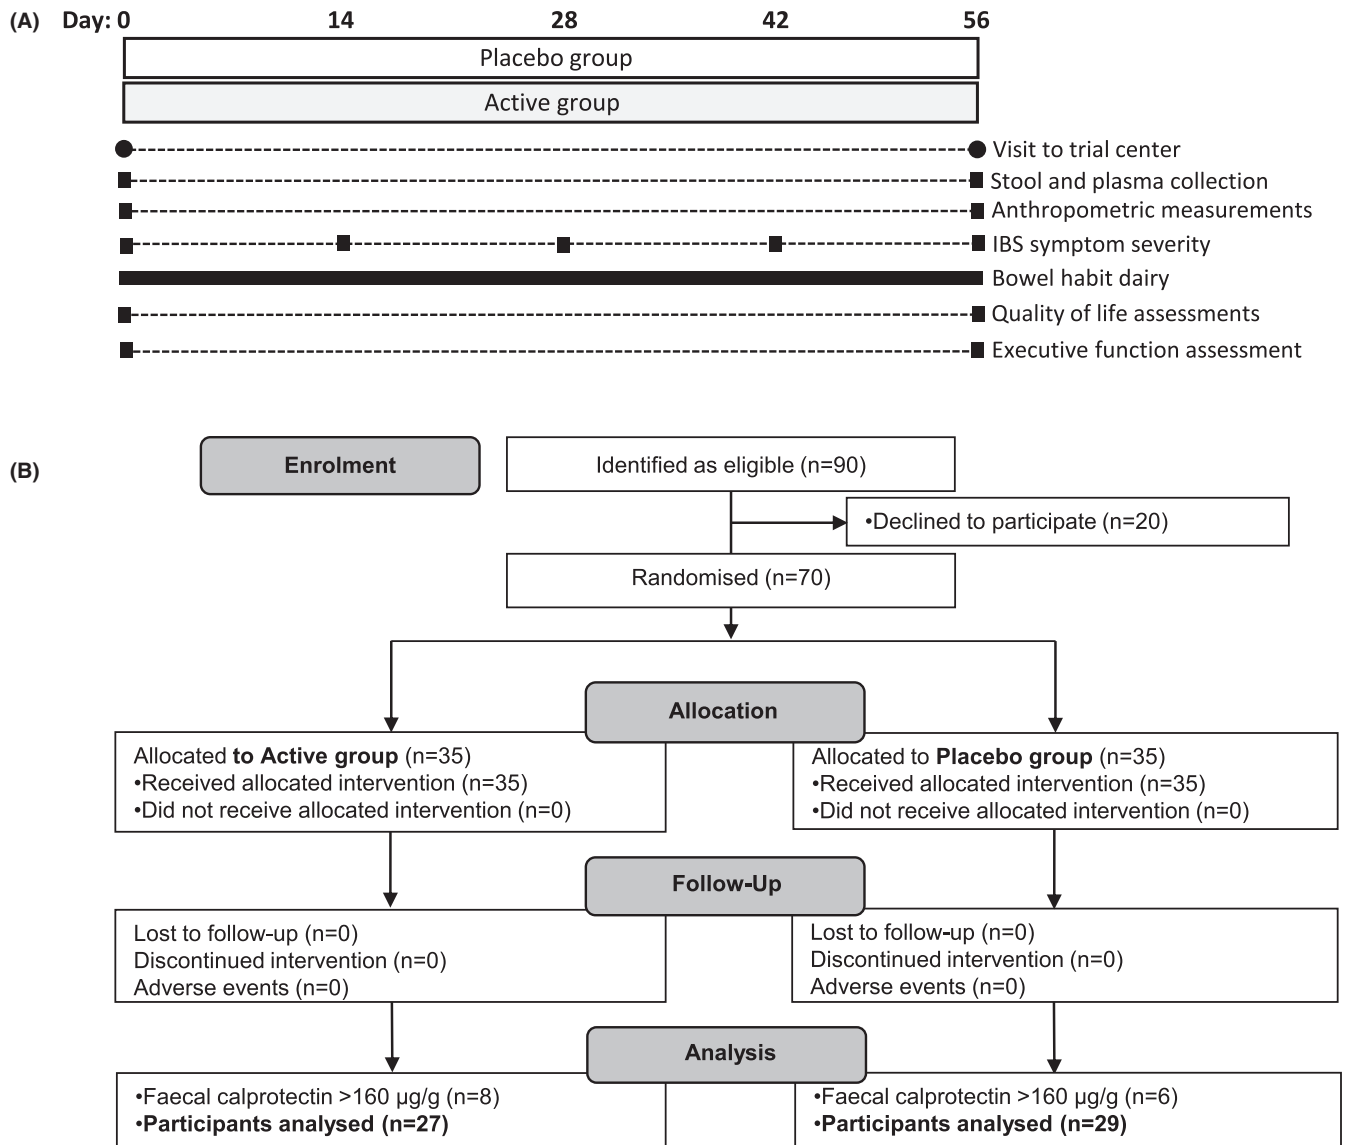 (A) Day: 0 14 28 42 56
Placebo group
Active group
Visit to trial center
Stool and plasma collection
Anthropometric measurements
IBS symptom severity
Bowel habit dairy
Quality of life assessments
Executive function assessment
(B)
Enrolment
Identified as eligible (n=90)
•Declined to participate (n=20)
Randomised (n=70)
Allocation
Allocated to Active group (n=35)
•Received allocated intervention (n=35)
•Did not receive allocated intervention (n=0)
Allocated to Placebo group (n=35)
•Received allocated intervention (n=35)
•Did not receive allocated intervention (n=0)
Follow-Up
Lost to follow-up (n=0)
Discontinued intervention (n=0)
Adverse events (n=0)
Lost to follow-up (n=0)
Discontinued intervention (n=0)
Adverse events (n=0)
Analysis
•Faecal calprotectin >160 µg/g (n=8)
•Participants analysed (n=27)
•Faecal calprotectin >160 µg/g (n=6)
•Participants analysed (n=29)